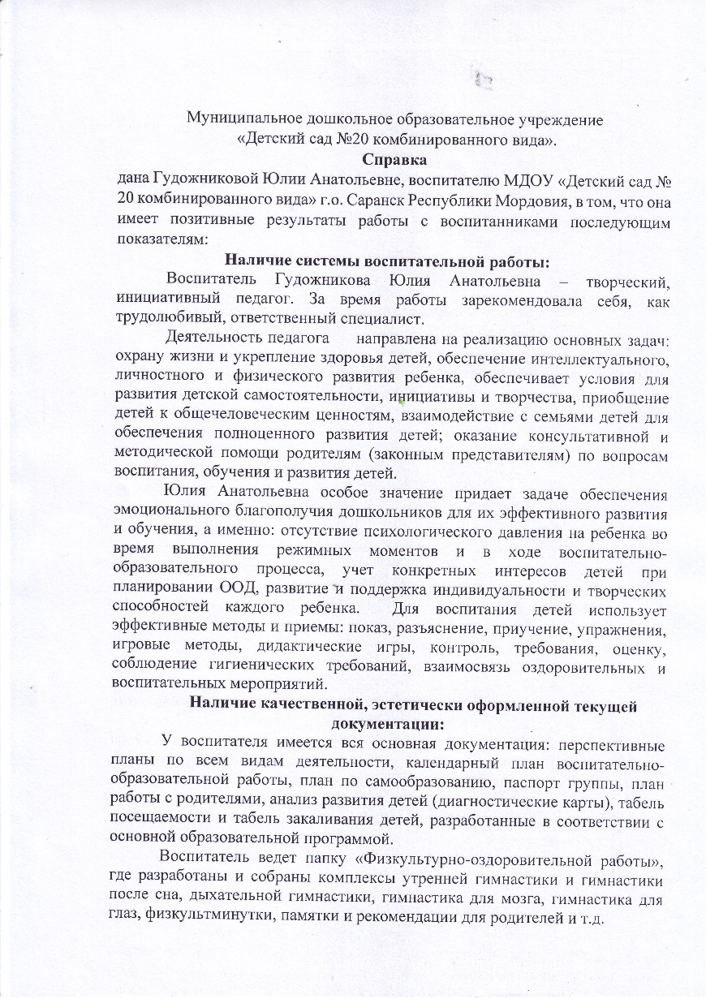 Муниципальное дошкольное образовательное учреждение
«Детский сад №20 комбинированного вида».
Справка
дана Гудожниковой Юлии Анатольевне, воспитателю МДОУ «Детский сад №
20 комбинированного вида» г.о. Саранск Республики Мордовия, в том, что она
имеет позитивные результаты работы с воспитанниками последующим
показателям:
Наличие системы воспитательной работы:
Воспитатель Гудожникова Юлия Анатольевна – творческий,
инициативный педагог. За время работы зарекомендовала себя, как
трудолюбивый, ответственный специалист.
Деятельность педагога направлена на реализацию основных задач:
охрану жизни и укрепление здоровья детей, обеспечение интеллектуального,
личностного и физического развития ребенка, обеспечивает условия для
развития детской самостоятельности, инициативы и творчества, приобщение
детей к общечеловеческим ценностям, взаимодействие с семьями детей для
обеспечения полноценного развития детей; оказание консультативной и
методической помощи родителям (законным представителям) по вопросам
воспитания, обучения и развития детей.
Юлия Анатольевна особое значение придает задаче обеспечения
эмоционального благополучия дошкольников для их эффективного развития
и обучения, а именно: отсутствие психологического давления на ребенка во
время выполнения режимных моментов и в ходе воспитательно-
образовательного процесса, учет конкретных интересов детей при
планировании ООД, развитие и поддержка индивидуальности и творческих
способностей каждого ребенка. Для воспитания детей использует
эффективные методы и приемы: показ, разъяснение, приучение, упражнения,
игровые методы, дидактические игры, контроль, требования, оценку,
соблюдение гигиенических требований, взаимосвязь оздоровительных и
воспитательных мероприятий.
Наличие качественной, эстетически оформленной текущей
документации:
У воспитателя имеется вся основная документация: перспективные
планы по всем видам деятельности, календарный план воспитательно-
образовательной работы, план по самообразованию, паспорт группы, план
работы с родителями, анализ развития детей (диагностические карты), табель
посещаемости и табель закаливания детей, разработанные в соответствии с
основной образовательной программой.
Воспитатель ведет папку «Физкультурно-оздоровительной работы»,
где разработаны и собраны комплексы утренней гимнастики и гимнастики
после сна, дыхательной гимнастики, гимнастика для мозга, гимнастика для
глаз, физкультминутки, памятки и рекомендации для родителей и т.д.